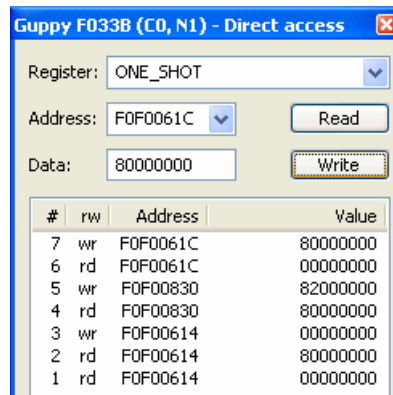 Guppy F033B (C0, N1) - Direct access
Register: ONE_SHOT
Address: F0F0061C Read
Data: 80000000 Write
# rw Address Value
7 wr F0F0061C 80000000
6 rd F0F0061C 00000000
5 wr F0F00830 82000000
4 rd F0F00830 80000000
3 wr F0F00614 00000000
2 rd F0F00614 80000000
1 rd F0F00614 00000000